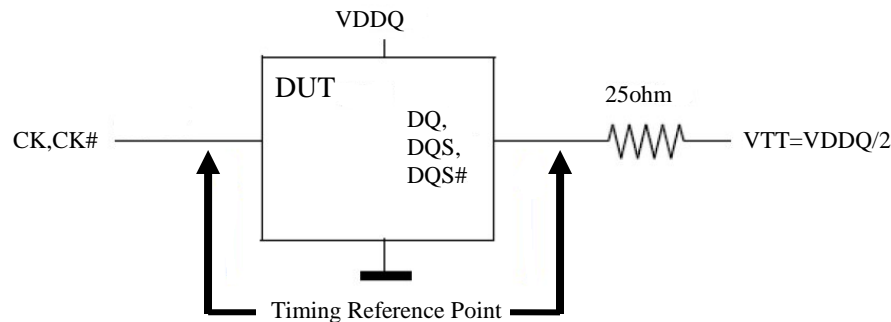 VDDQ
DUT
25ohm
DQ,
DQS,
DQS#
CK,CK#
VTT=VDDQ/2
Timing Reference Point